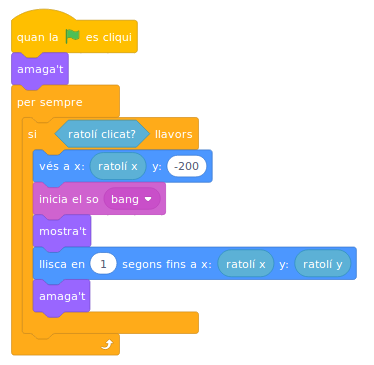 quan la es cliqui
amaga't
per sempre
si ratolí clicat? llavors
vés a x: ratolí x y: -200
inicia el so bang
mostra't
llisca en 1 segons fins a x: ratolí x y: ratolí y
amaga't